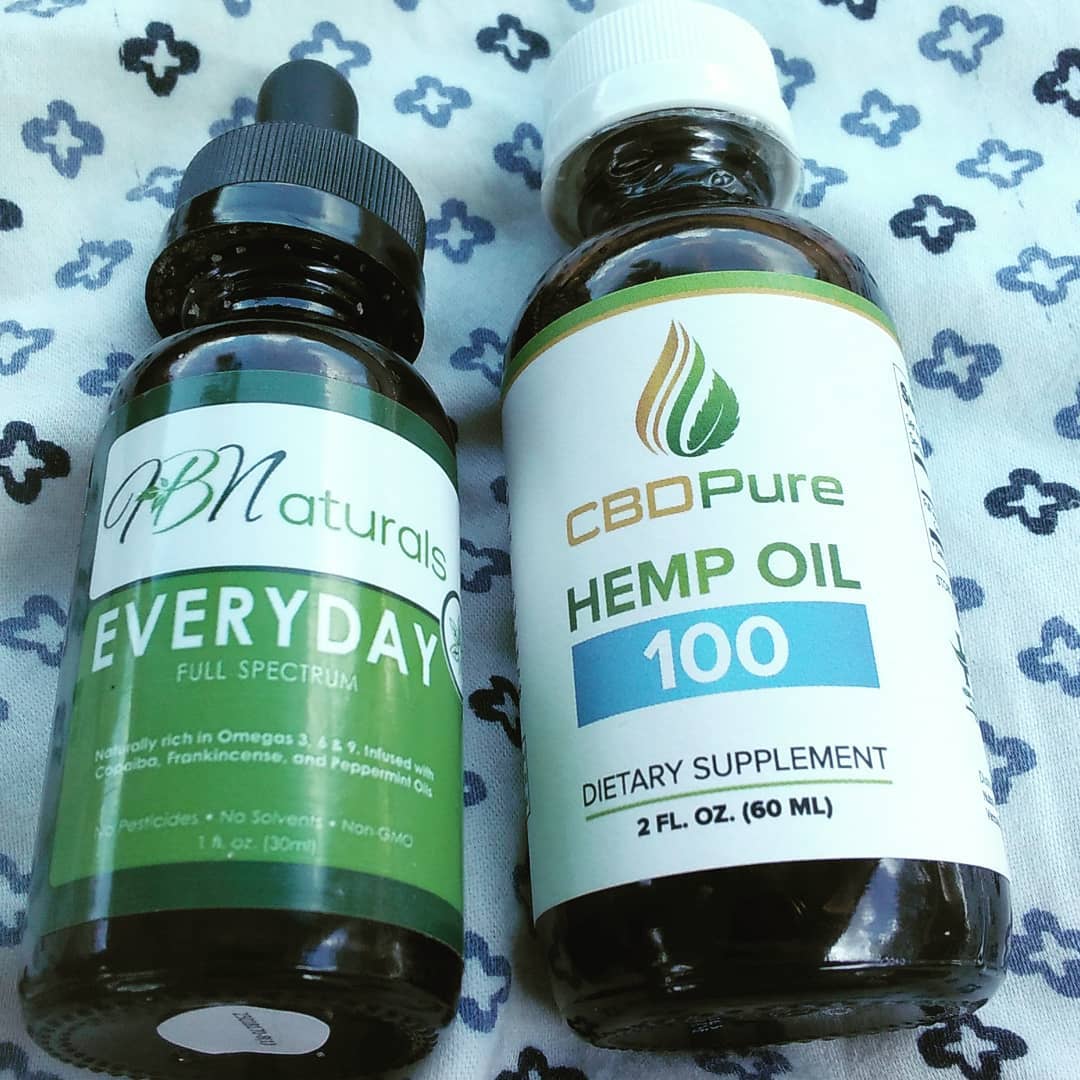 HBNaturals
EVERYDAY
FULL SPECTRUM
Naturally rich in Omegas 3, 6 & 9. Infused with
Copaiba, Frankincense, and Peppermint Oils
No Pesticides • No Solvents • Non-GMO
1 fl. oz. (30ml)
CBDPure
HEMP OIL
100
DIETARY SUPPLEMENT
2 FL. OZ. (60 ML)